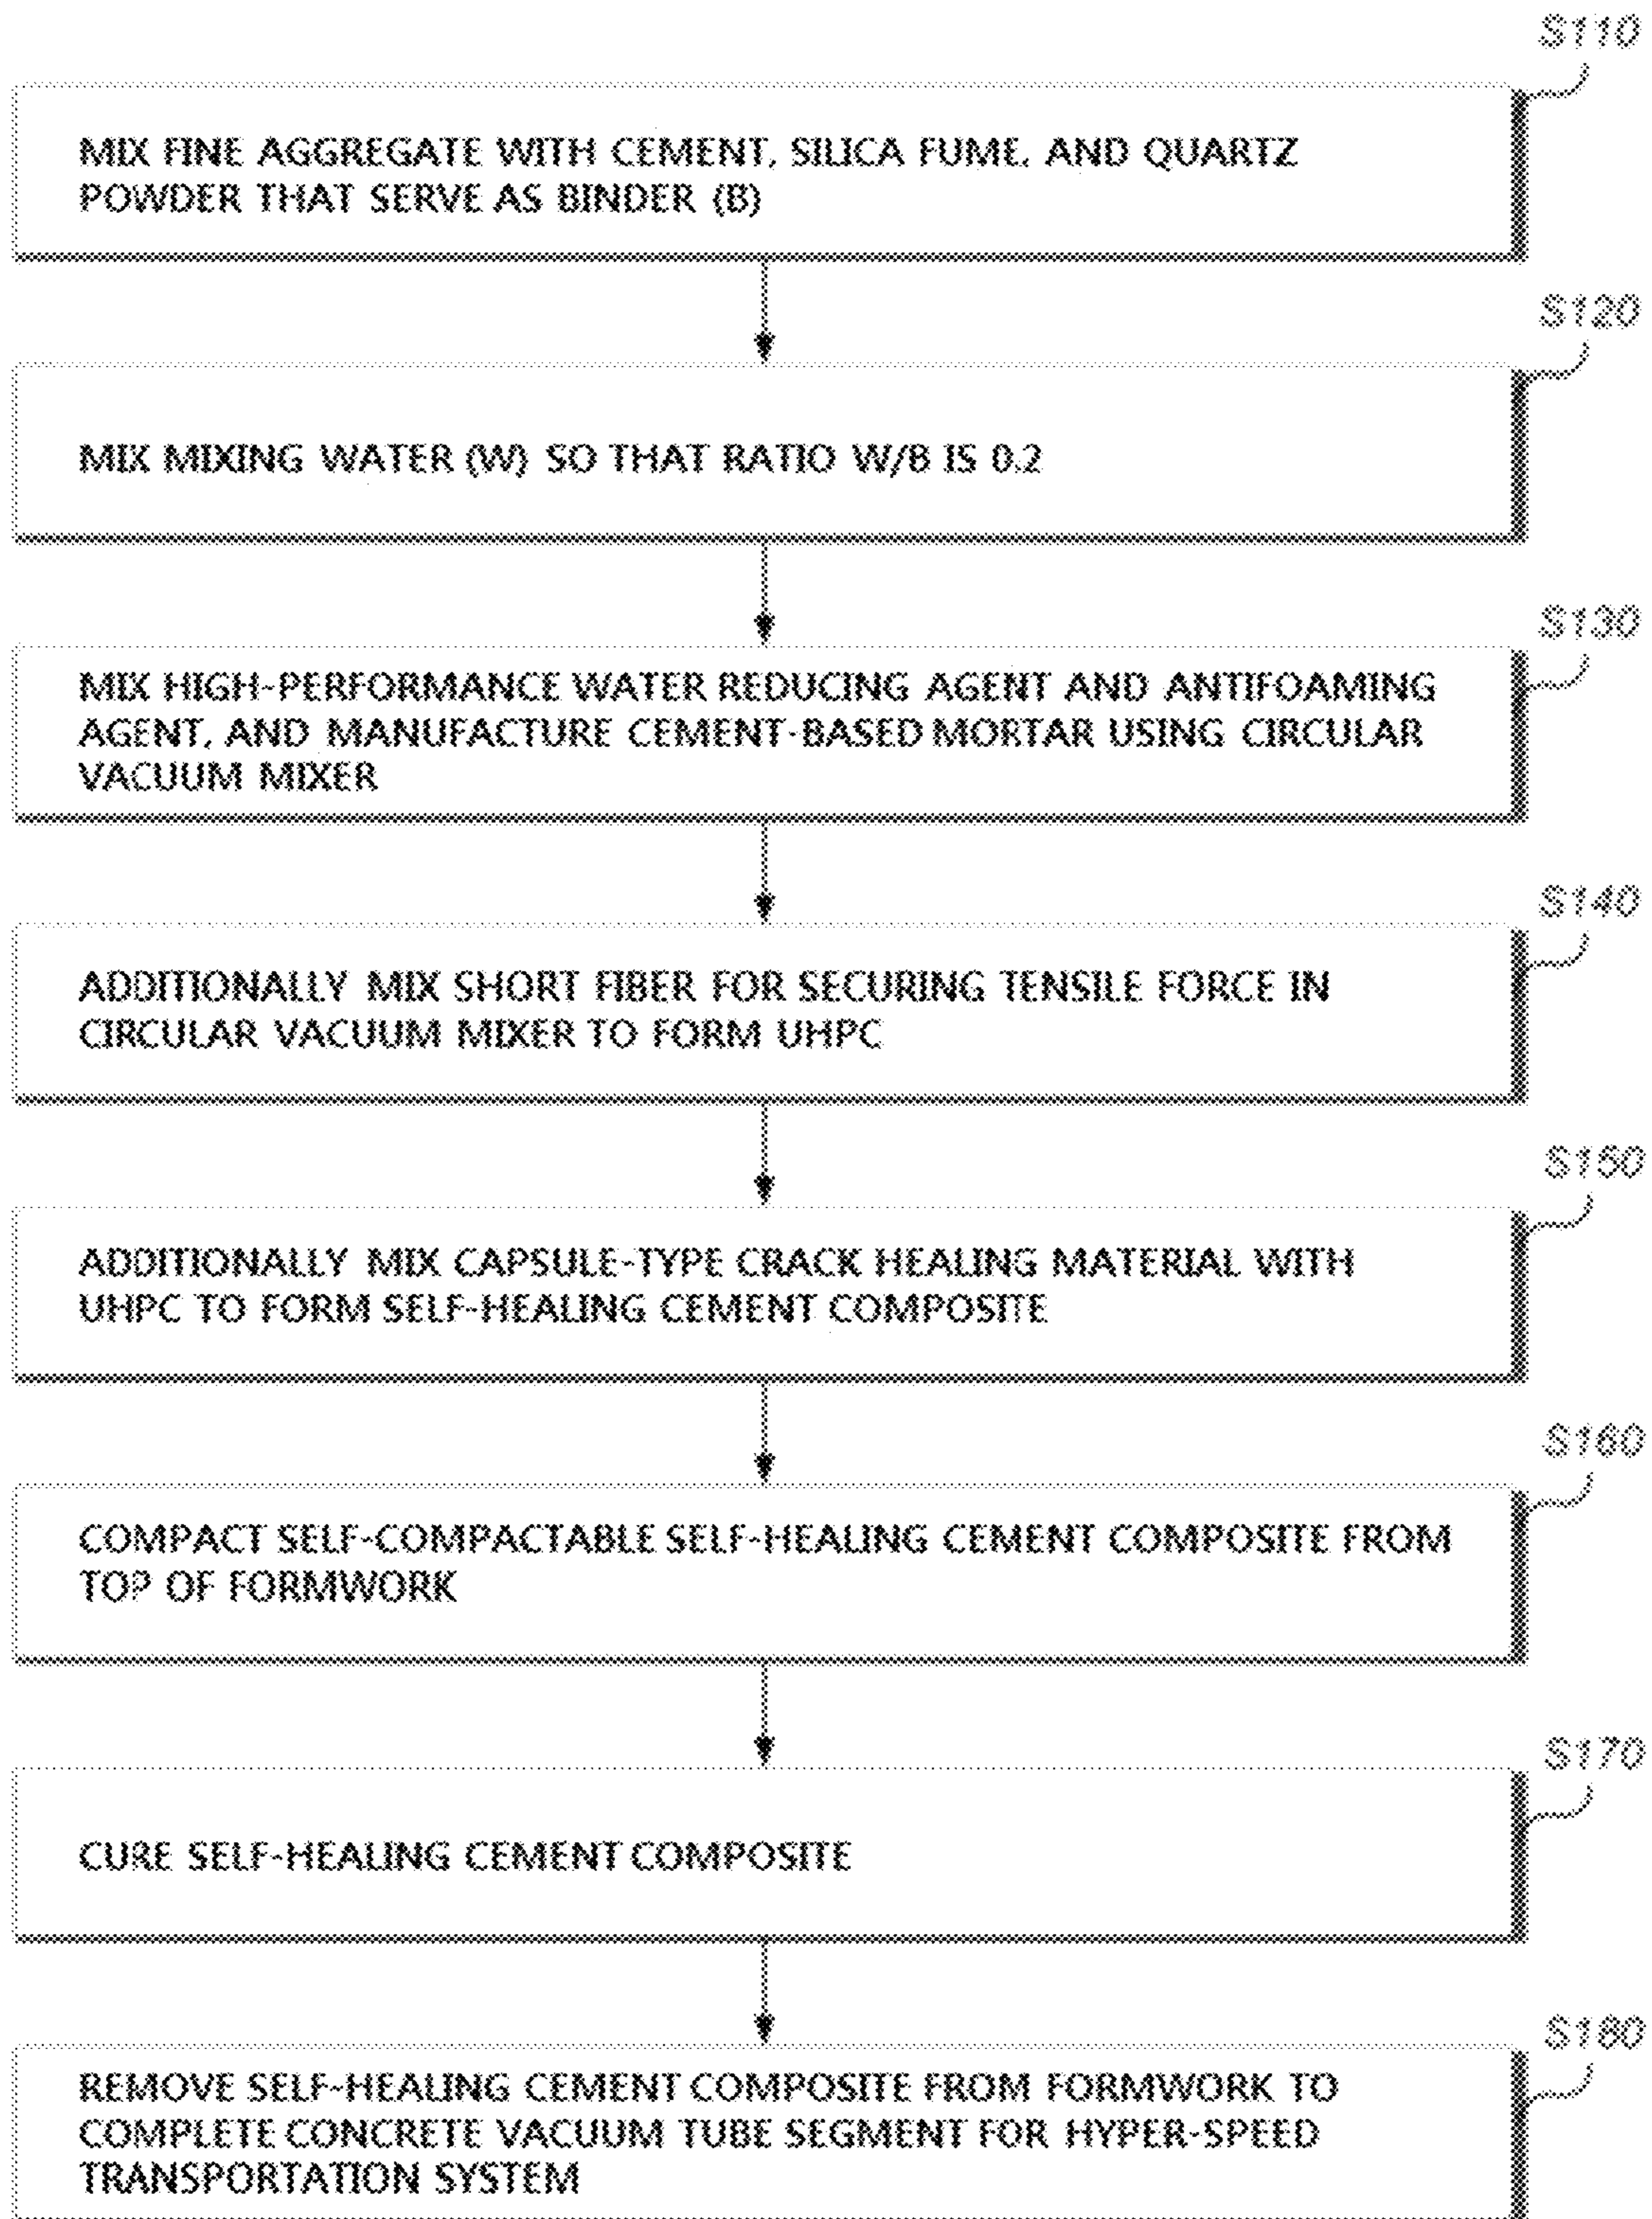 S110
MIX FINE AGGREGATE WITH CEMENT, SILICA FUME, AND QUARTZ
POWDER THAT SERVE AS BINDER (B)
S120
MIX MIXING WATER (W) SO THAT RATIO W/B IS 0.2
S130
MIX HIGH-PERFORMANCE WATER REDUCING AGENT AND ANTIFOAMING
AGENT, AND MANUFACTURE CEMENT-BASED MORTAR USING CIRCULAR
VACUUM MIXER
S140
ADDITIONALLY MIX SHORT FIBER FOR SECURING TENSILE FORCE IN
CIRCULAR VACUUM MIXER TO FORM UHPC
S150
ADDITIONALLY MIX CAPSULE-TYPE CRACK HEALING MATERIAL WITH
UHPC TO FORM SELF-HEALING CEMENT COMPOSITE
S160
COMPACT SELF-COMPACTABLE SELF-HEALING CEMENT COMPOSITE FROM
TOP OF FORMWORK
S170
CURE SELF-HEALING CEMENT COMPOSITE
S180
REMOVE SELF-HEALING CEMENT COMPOSITE FROM FORMWORK TO
COMPLETE CONCRETE VACUUM TUBE SEGMENT FOR HYPER-SPEED
TRANSPORTATION SYSTEM